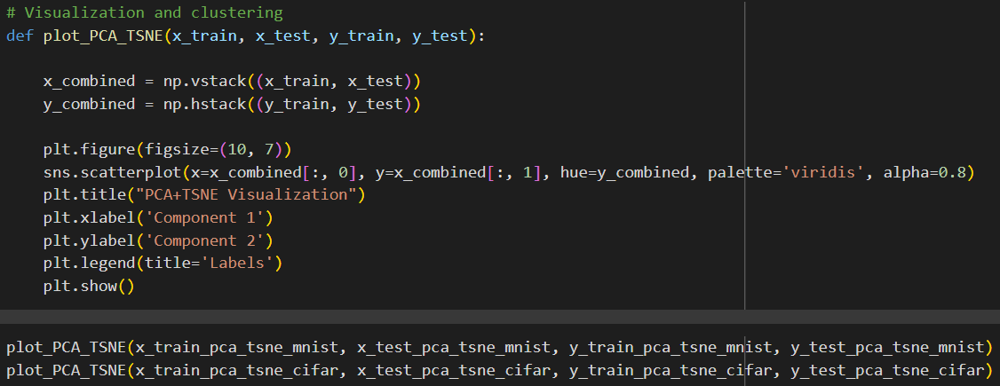 # Visualization and clustering
def plot_PCA_TSNE(x_train, x_test, y_train, y_test):
x_combined = np.vstack((x_train, x_test))
y_combined = np.hstack((y_train, y_test))
plt.figure(figsize=(10, 7))
sns.scatterplot(x=x_combined[:, 0], y=x_combined[:, 1], hue=y_combined, palette='viridis', alpha=0.8)
plt.title("PCA+TSNE Visualization")
plt.xlabel('Component 1')
plt.ylabel('Component 2')
plt.legend(title='Labels')
plt.show()
plot_PCA_TSNE(x_train_pca_tsne_mnist, x_test_pca_tsne_mnist, y_train_pca_tsne_mnist, y_test_pca_tsne_mnist)
plot_PCA_TSNE(x_train_pca_tsne_cifar, x_test_pca_tsne_cifar, y_train_pca_tsne_cifar, y_test_pca_tsne_cifar)